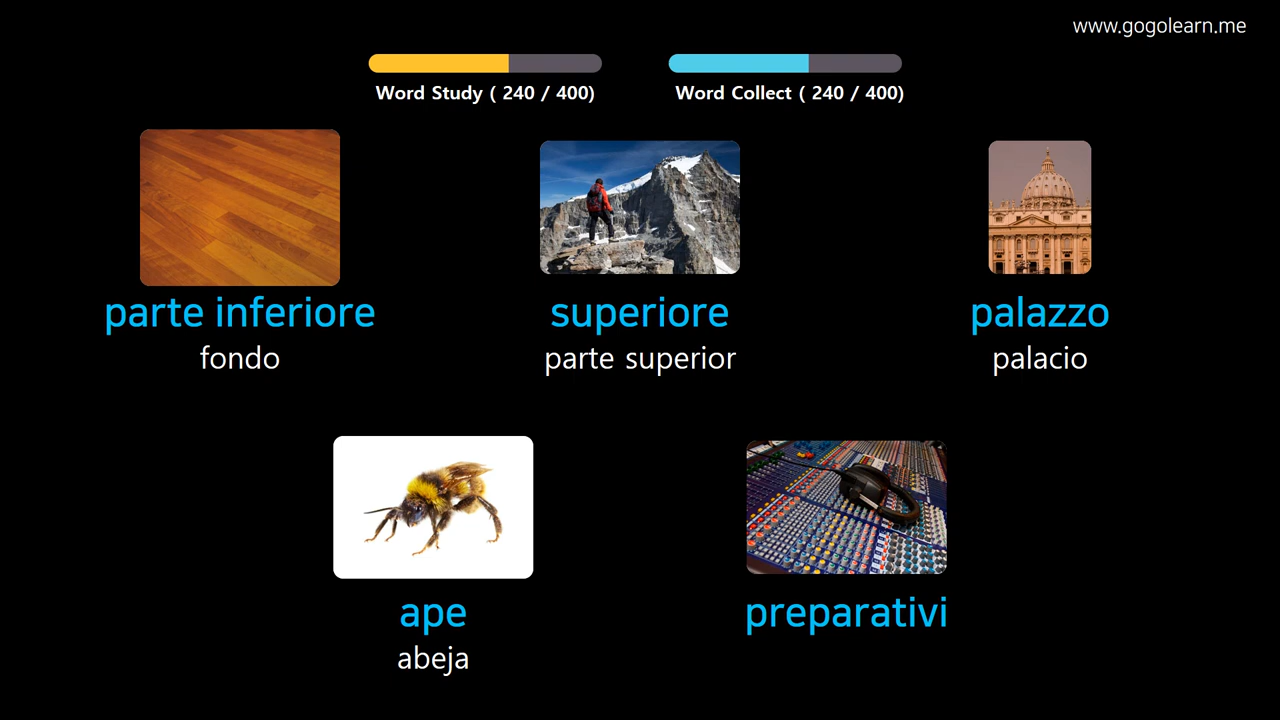 www.gogolearn.me
Word Study ( 240 / 400)
Word Collect ( 240 / 400)
parte inferiore
fondo
superiore
parte superior
palazzo
palacio
ape
abeja
preparativi